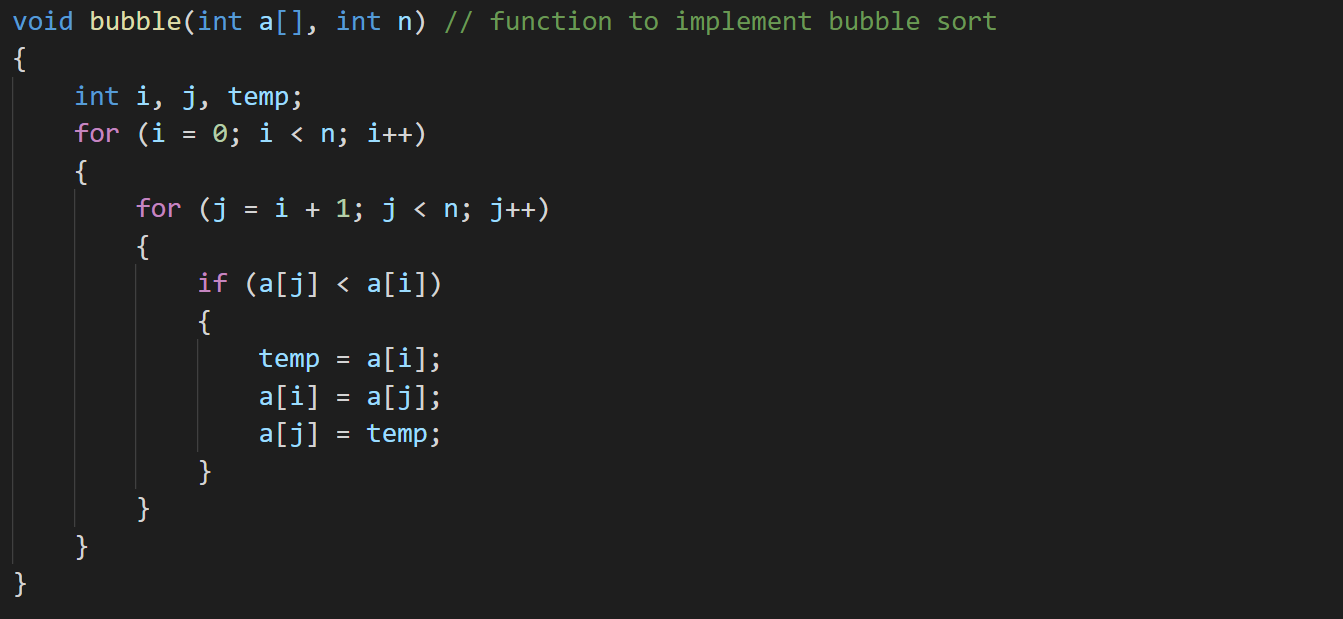 void bubble(int a[], int n) // function to implement bubble sort
{
    int i, j, temp;
    for (i = 0; i < n; i++)
    {
        for (j = i + 1; j < n; j++)
        {
            if (a[j] < a[i])
            {
                temp = a[i];
                a[i] = a[j];
                a[j] = temp;
            }
        }
    }
}